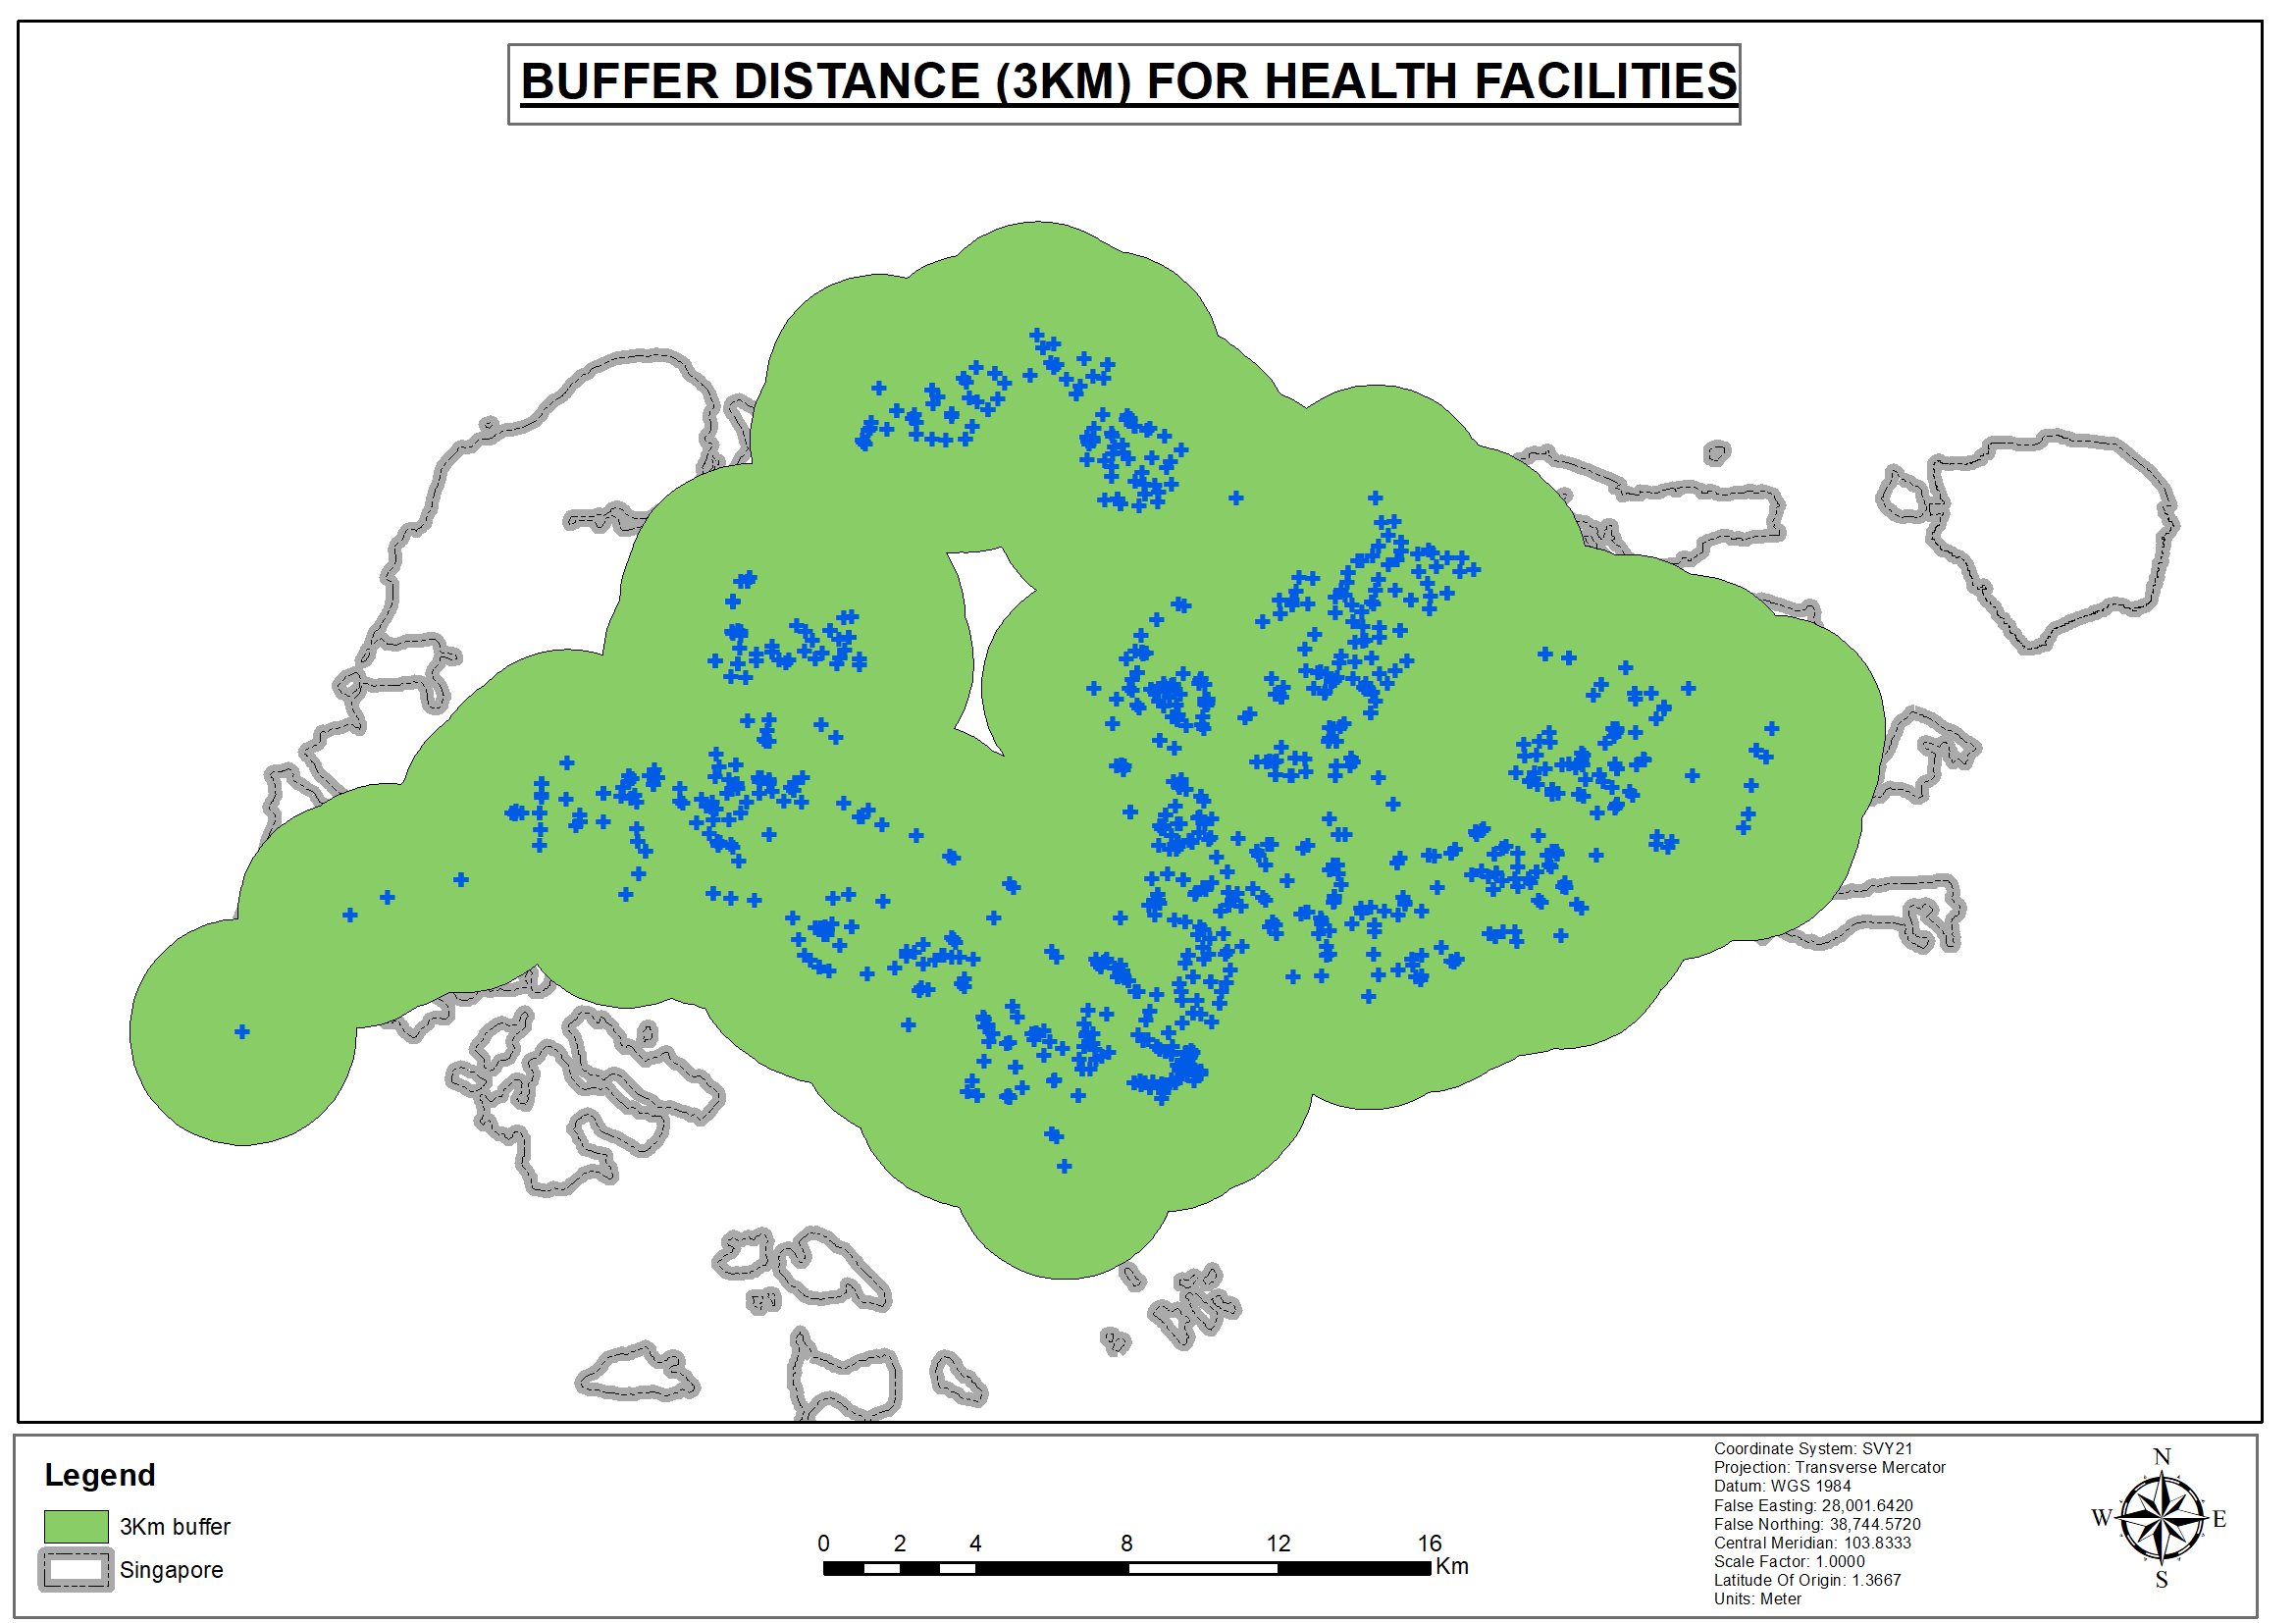 BUFFER DISTANCE (3KM) FOR HEALTH FACILITIES
Legend
3Km buffer
Singapore
0 2 4 8 12 16
Km
Coordinate System: SVY21
Projection: Transverse Mercator
Datum: WGS 1984
False Easting: 28,001.6420
False Northing: 38,744.5720
Central Meridian: 103.8333
Scale Factor: 1.0000
Latitude Of Origin: 1.3667
Units: Meter
N
W E
S